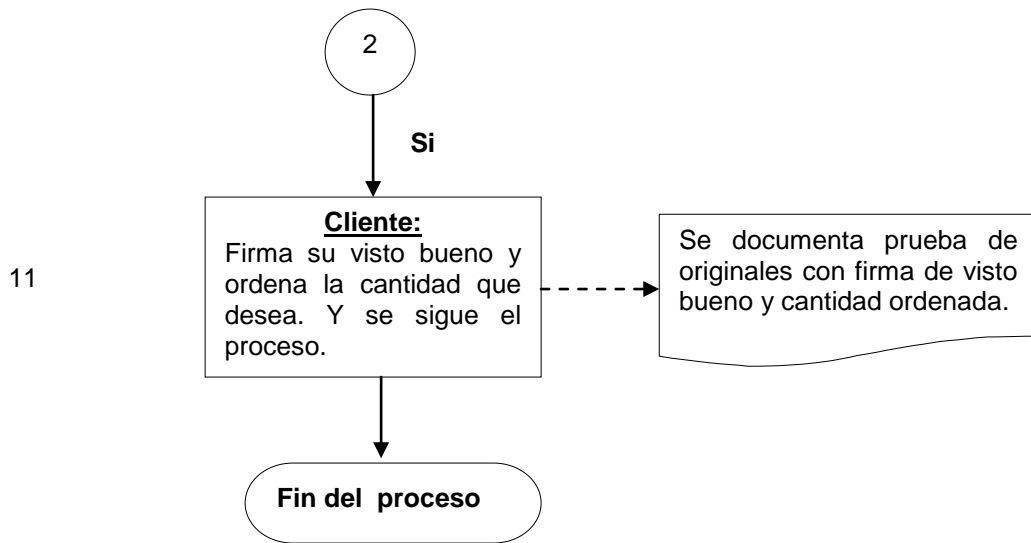 2
Si
Cliente:
Firma su visto bueno y
ordena la cantidad que
desea. Y se sigue el
proceso.
Se documenta prueba de
originales con firma de visto
bueno y cantidad ordenada.
11
Fin del proceso